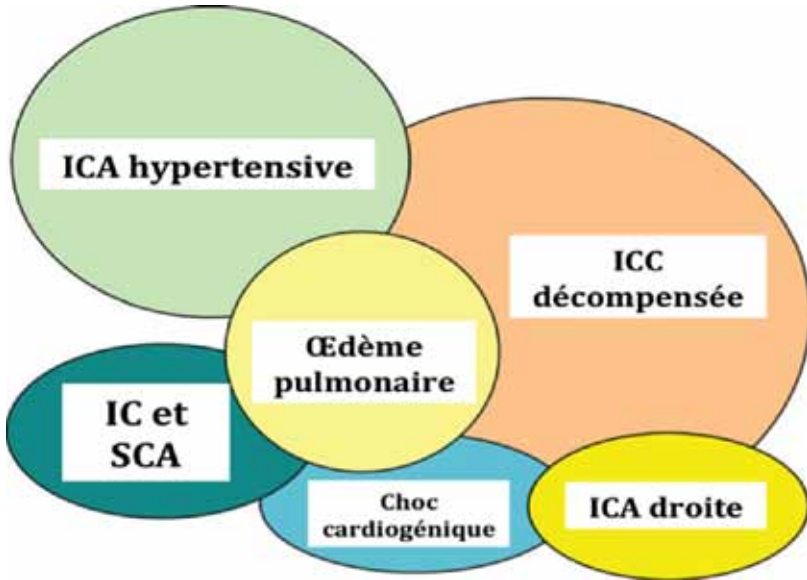 ICA hypertensive
ICC
décompensée
Œdème
pulmonaire
IC et
SCA
Choc
cardiogénique
ICA droite